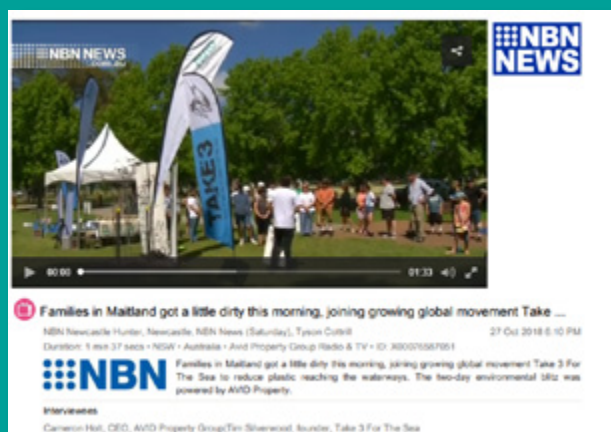 NBN NEWS
.com.au
TAKE3
00:00
01:33
NBN
NEWS
Families in Maitland got a little dirty this morning, joining growing global movement Take ...
NBN Newcastle Hunter, Newcastle, NBN News (Saturday), Tyson Cottrill
27 Oct 2018 6:10 PM
Duration: 1 min 37 secs • NSW • Australia • Avid Property Group Radio & TV • ID: X00076587051
NBN
Families in Maitland got a little dirty this morning, joining growing global movement Take 3 For
The Sea to reduce plastic reaching the waterways. The two-day environmental blitz was
powered by AVID Property.
Interviewees
Cameron Holt, CEO, AVID Property Group|Tim Silverwood, founder, Take 3 For The Sea